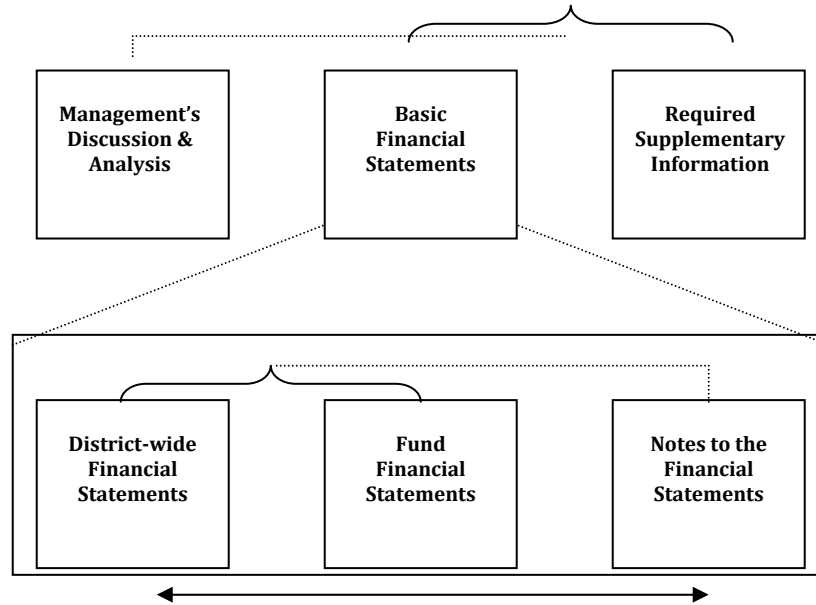 Management’s
Discussion &
Analysis
Basic
Financial
Statements
Required
Supplementary
Information
District-wide
Financial
Statements
Fund
Financial
Statements
Notes to the
Financial
Statements